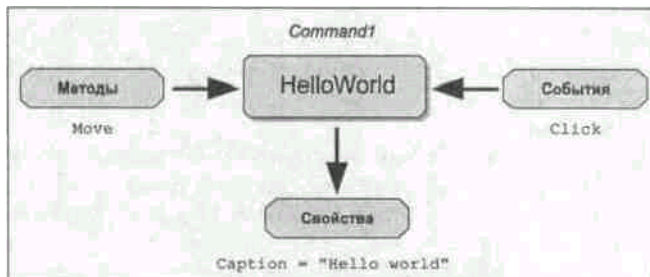 Command1
Методы
HelloWorld
События
Move
Click
Свойства
Caption = "Hello world"